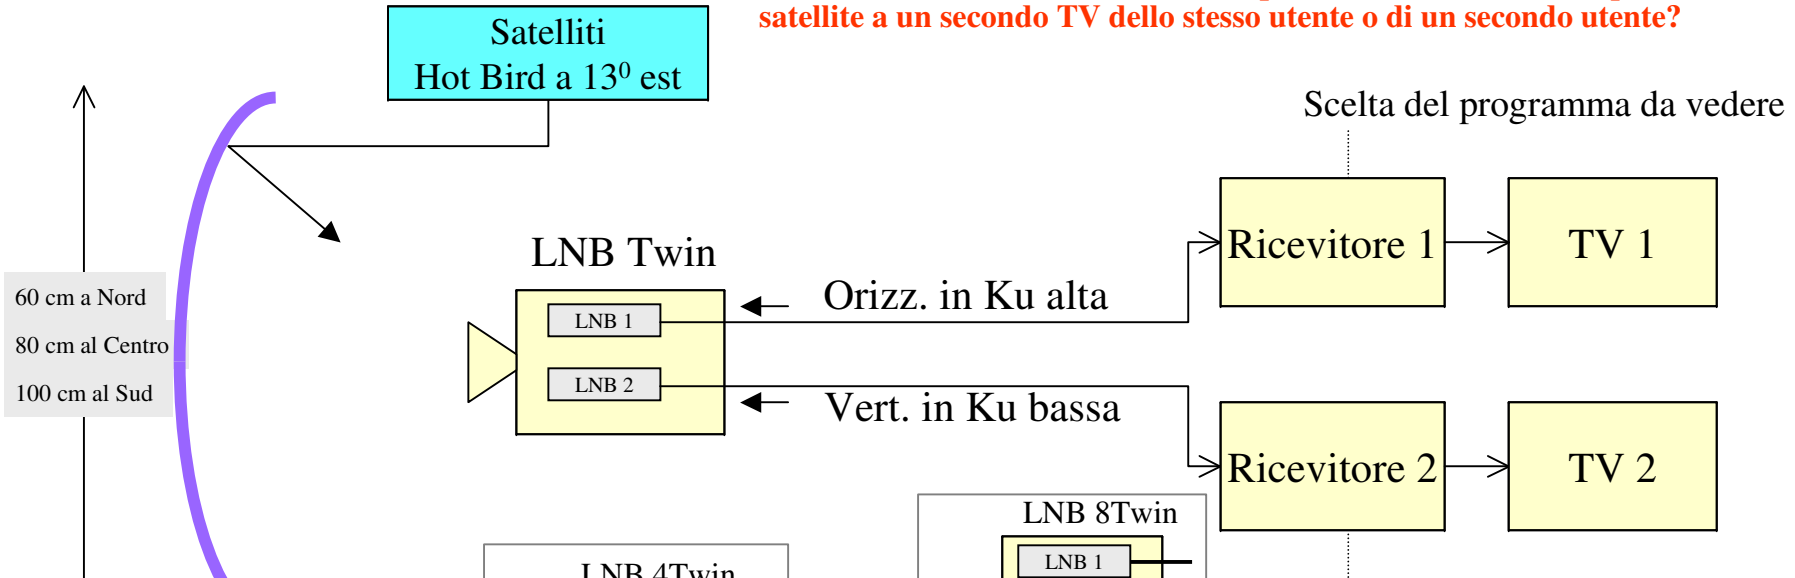 satellite a un secondo TV dello stesso utente o di un secondo utente?
Satelliti
Hot Bird a 13⁰ est
Scelta del programma da vedere
LNB Twin
60 cm a Nord
80 cm al Centro
100 cm al Sud
LNB 1
LNB 2
Orizz. in Ku alta
Vert. in Ku bassa
Ricevitore 1
TV 1
Ricevitore 2
TV 2
LNB 8Twin
LNB 1
LNB 4Twin